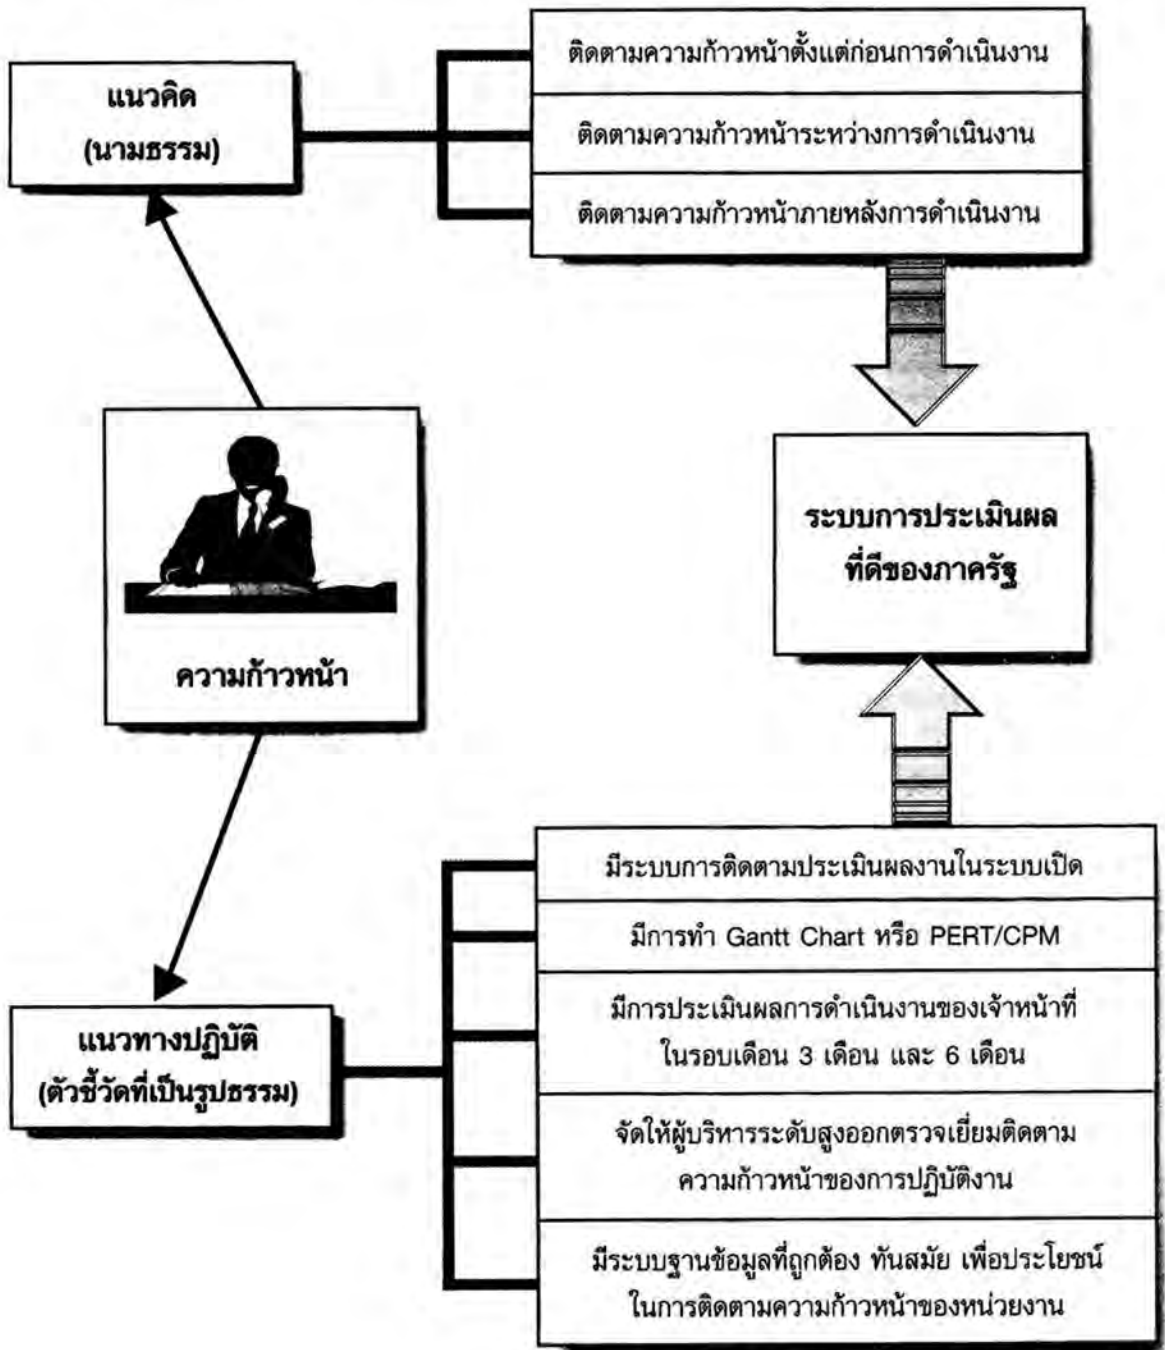 แนวคิด
(นามธรรม)
ติดตามความก้าวหน้าตั้งแต่ก่อนการดำเนินงาน
ติดตามความก้าวหน้าระหว่างการดำเนินงาน
ติดตามความก้าวหน้าภายหลังการดำเนินงาน
ความก้าวหน้า
ระบบการประเมินผล
ที่ดีของภาครัฐ
แนวทางปฏิบัติ
(ตัวชี้วัดที่เป็นรูปธรรม)
มีระบบการติดตามประเมินผลงานในระบบเปิด
มีการทำ Gantt Chart หรือ PERT/CPM
มีการประเมินผลการดำเนินงานของเจ้าหน้าที่
ในรอบเดือน 3 เดือน และ 6 เดือน
จัดให้ผู้บริหารระดับสูงออกตรวจเยี่ยมติดตาม
ความก้าวหน้าของการปฏิบัติงาน
มีระบบฐานข้อมูลที่ถูกต้อง ทันสมัย เพื่อประโยชน์
ในการติดตามความก้าวหน้าของหน่วยงาน